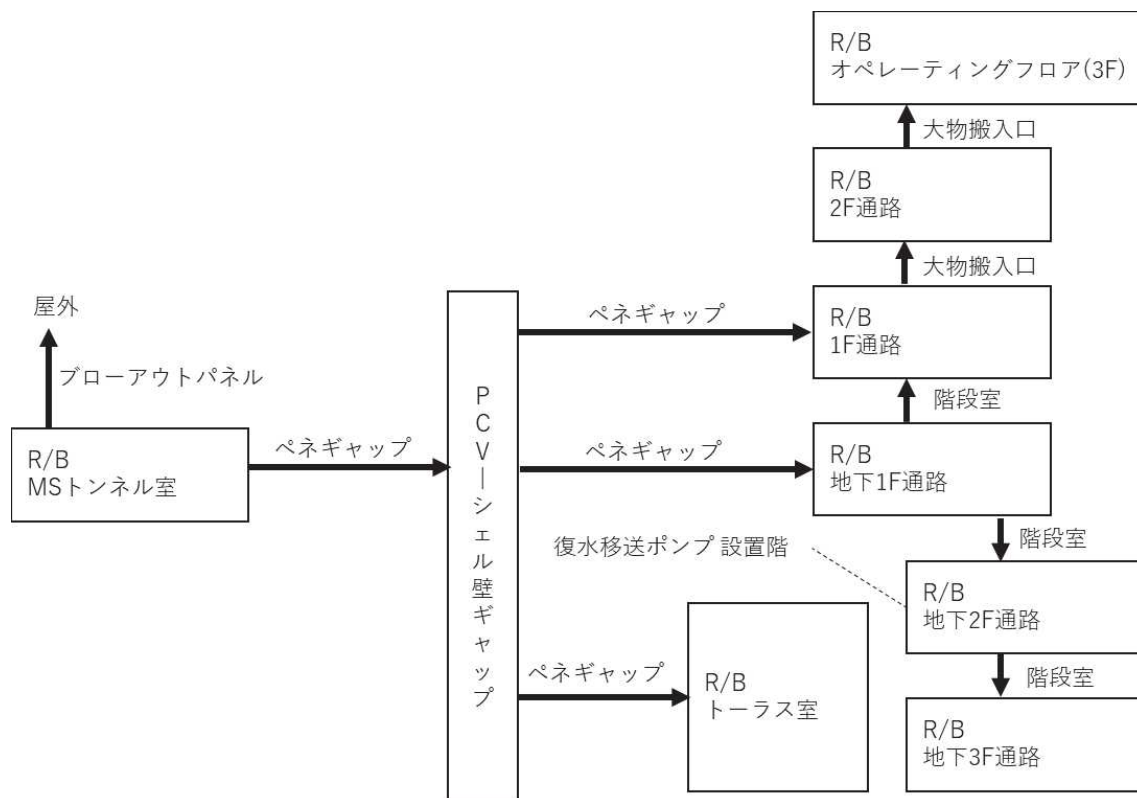 R/B
オペレーティングフロア(3F)
大物搬入口
R/B
2F通路
大物搬入口
屋外
ペネギャップ
R/B
1F通路
ブローアウトパネル
階段室
R/B
MSトンネル室
ペネギャップ
PCV―シェル壁ギャップ
ペネギャップ
R/B
地下1F通路
復水移送ポンプ 設置階
階段室
R/B
地下2F通路
ペネギャップ
R/B
トーラス室
階段室
R/B
地下3F通路